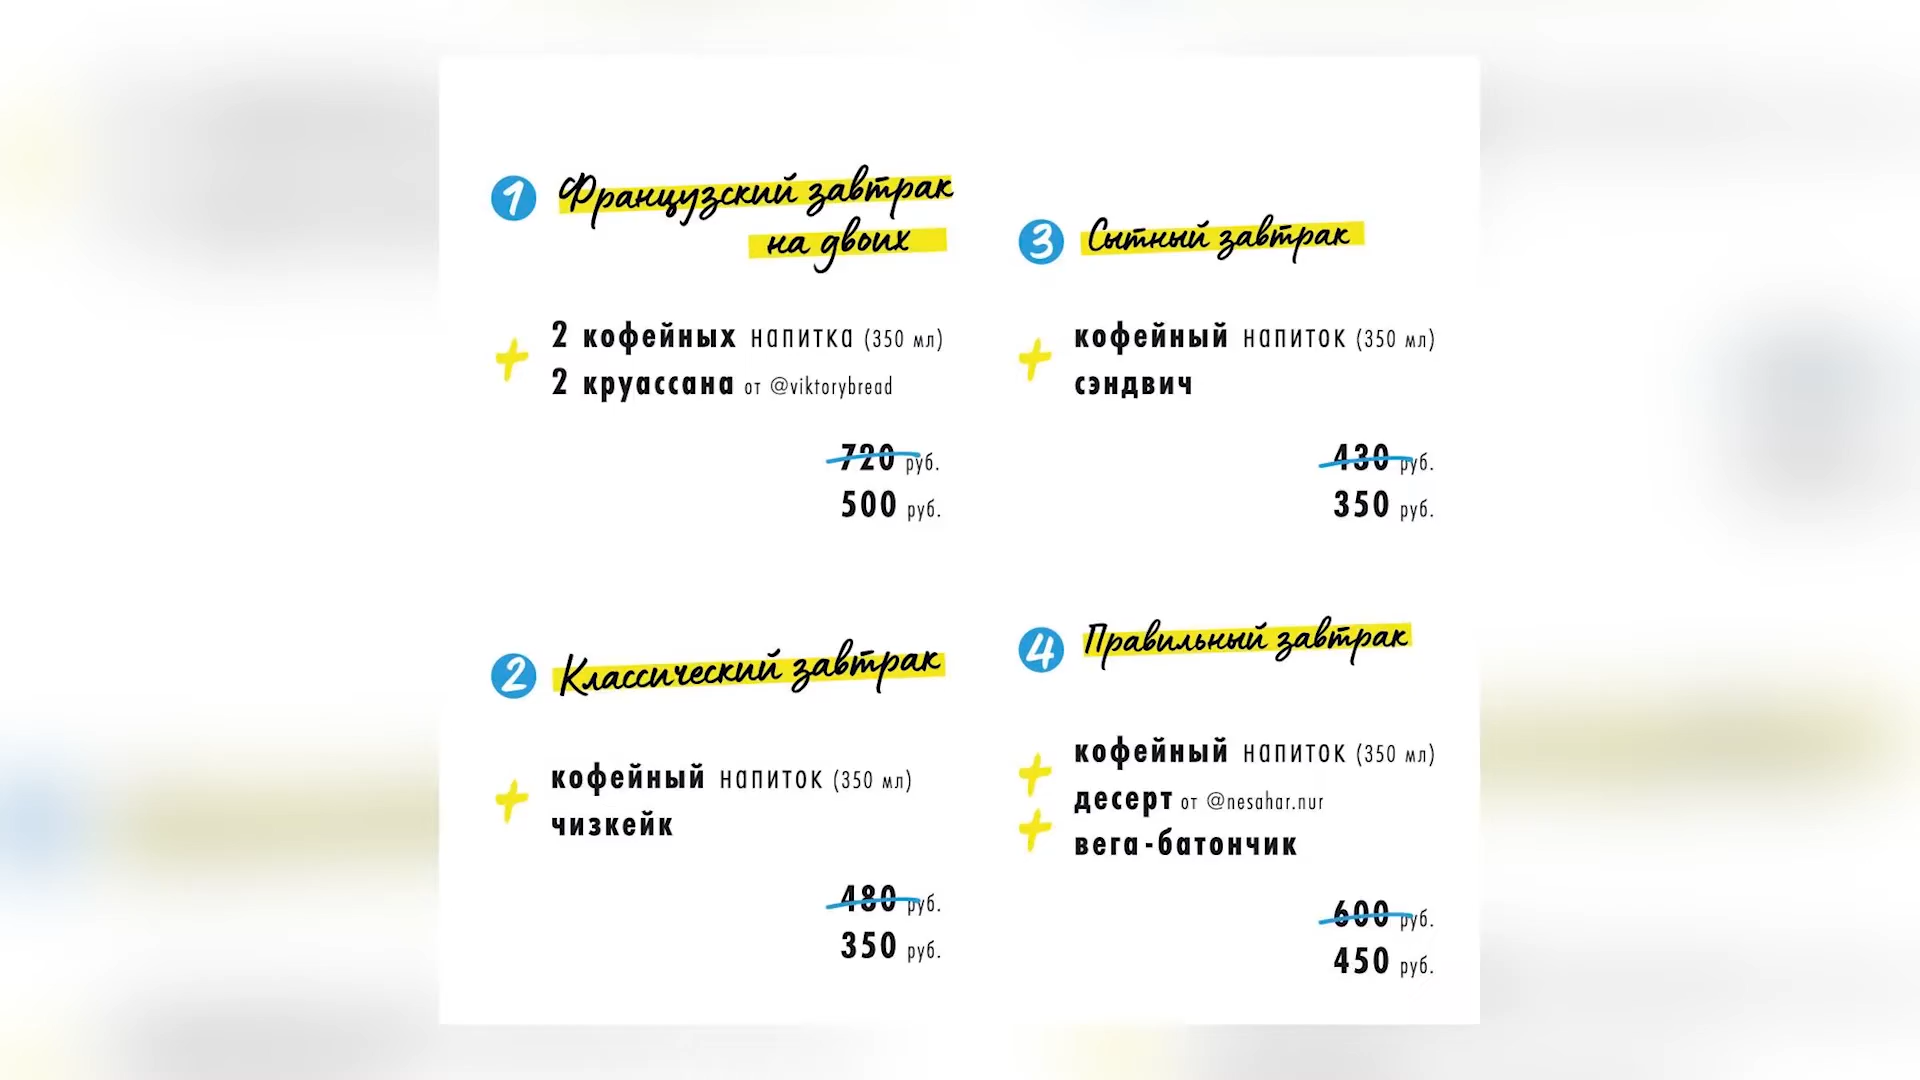 1 Французский завтрак
на двоих
+ 2 кофейных напитка (350 мл)
2 круассана от @viktorybread
720 руб.
500 руб.
2 Классический завтрак
+ кофейный напиток (350 мл)
чизкейк
480 руб.
350 руб.
3 Сытный завтрак
+ кофейный напиток (350 мл)
сэндвич
430 руб.
350 руб.
4 Правильный завтрак
+ кофейный напиток (350 мл)
+ десерт от @nesahar.nur
вега-батончик
600 руб.
450 руб.